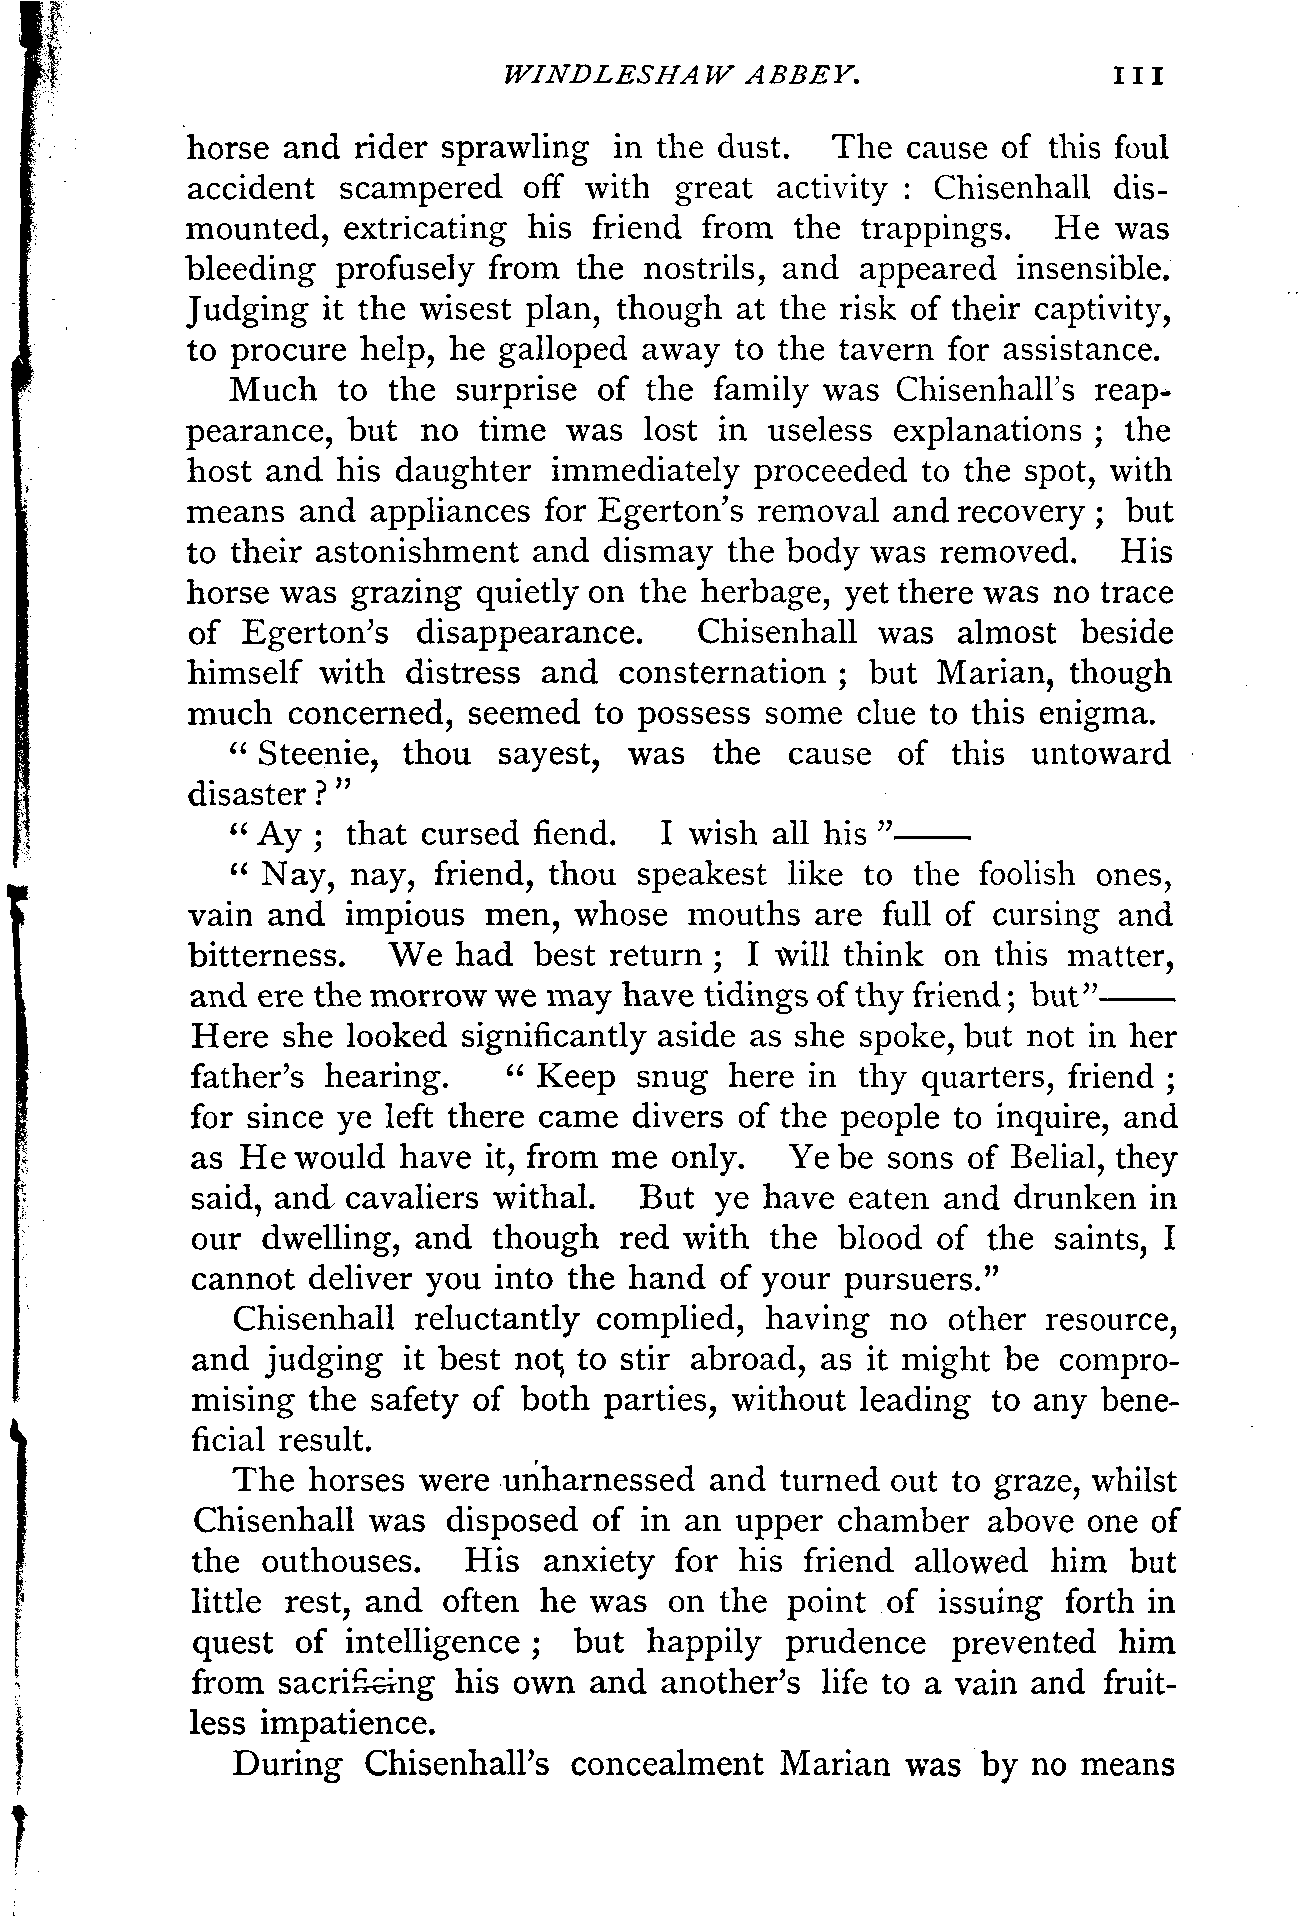 WINDLESHAW ABBEY. 111
horse and rider sprawling in the dust. The cause of this foul
accident scampered off with great activity : Chisenhall dis-
mounted, extricating his friend from the trappings. He was
bleeding profusely from the nostrils, and appeared insensible.
Judging it the wisest plan, though at the risk of their captivity,
to procure help, he galloped away to the tavern for assistance.
Much to the surprise of the family was Chisenhall's reap-
pearance, but no time was lost in useless explanations ; the
host and his daughter immediately proceeded to the spot, with
means and appliances for Egerton's removal and recovery ; but
to their astonishment and dismay the body was removed. His
horse was grazing quietly on the herbage, yet there was no trace
of Egerton's disappearance. Chisenhall was almost beside
himself with distress and consternation ; but Marian, though
much concerned, seemed to possess some clue to this enigma.
“ Steenie, thou sayest, was the cause of this untoward
disaster ? ”
“ Ay ; that cursed fiend. I wish all his ”——
“ Nay, nay, friend, thou speakest like to the foolish ones,
vain and impious men, whose mouths are full of cursing and
bitterness. We had best return ; I will think on this matter,
and ere the morrow we may have tidings of thy friend ; but”——
Here she looked significantly aside as she spoke, but not in her
father's hearing. “ Keep snug here in thy quarters, friend ;
for since ye left there came divers of the people to inquire, and
as He would have it, from me only. Ye be sons of Belial, they
said, and cavaliers withal. But ye have eaten and drunken in
our dwelling, and though red with the blood of the saints, I
cannot deliver you into the hand of your pursuers.”
Chisenhall reluctantly complied, having no other resource,
and judging it best not to stir abroad, as it might be compro-
mising the safety of both parties, without leading to any bene-
ficial result.
The horses were unharnessed and turned out to graze, whilst
Chisenhall was disposed of in an upper chamber above one of
the outhouses. His anxiety for his friend allowed him but
little rest, and often he was on the point of issuing forth in
quest of intelligence ; but happily prudence prevented him
from sacrificing his own and another's life to a vain and fruit-
less impatience.
During Chisenhall's concealment Marian was by no means